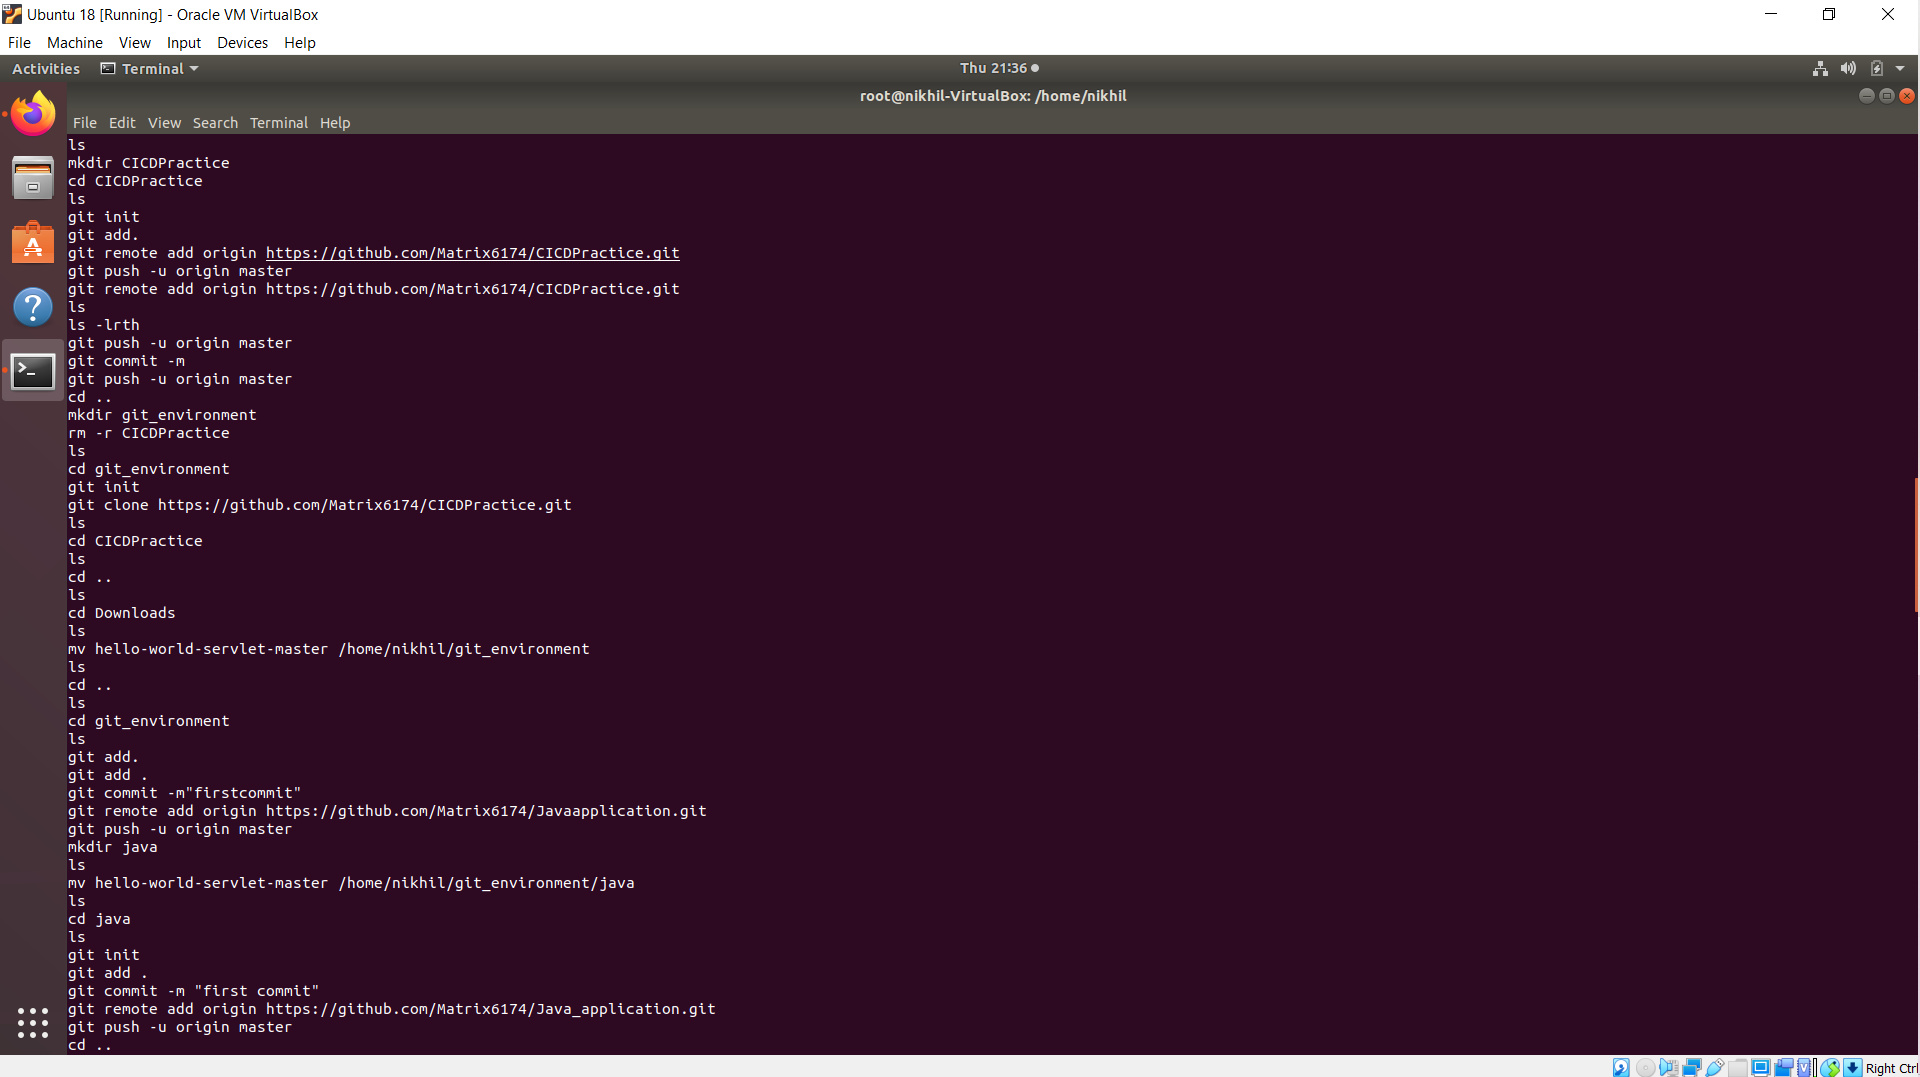 Ubuntu 18 [Running] - Oracle VM VirtualBox
File Machine View Input Devices Help
Activities Terminal Thu 21:36
root@nikhil-VirtualBox: /home/nikhil
File Edit View Search Terminal Help
ls
mkdir CICDPractice
cd CICDPractice
ls
git init
git add.
git remote add origin https://github.com/Matrix6174/CICDPractice.git
git push -u origin master
git remote add origin https://github.com/Matrix6174/CICDPractice.git
ls
ls -lrth
git push -u origin master
git commit -m
git push -u origin master
cd ..
mkdir git_environment
rm -r CICDPractice
ls
cd git_environment
git init
git clone https://github.com/Matrix6174/CICDPractice.git
ls
cd CICDPractice
ls
cd ..
ls
cd Downloads
ls
mv hello-world-servlet-master /home/nikhil/git_environment
ls
cd ..
ls
cd git_environment
ls
git add.
git add .
git commit -m"firstcommit"
git remote add origin https://github.com/Matrix6174/Javaapplication.git
git push -u origin master
mkdir java
ls
mv hello-world-servlet-master /home/nikhil/git_environment/java
ls
cd java
ls
git init
git add .
git commit -m "first commit"
git remote add origin https://github.com/Matrix6174/Java_application.git
git push -u origin master
cd ..
Right Ctrl